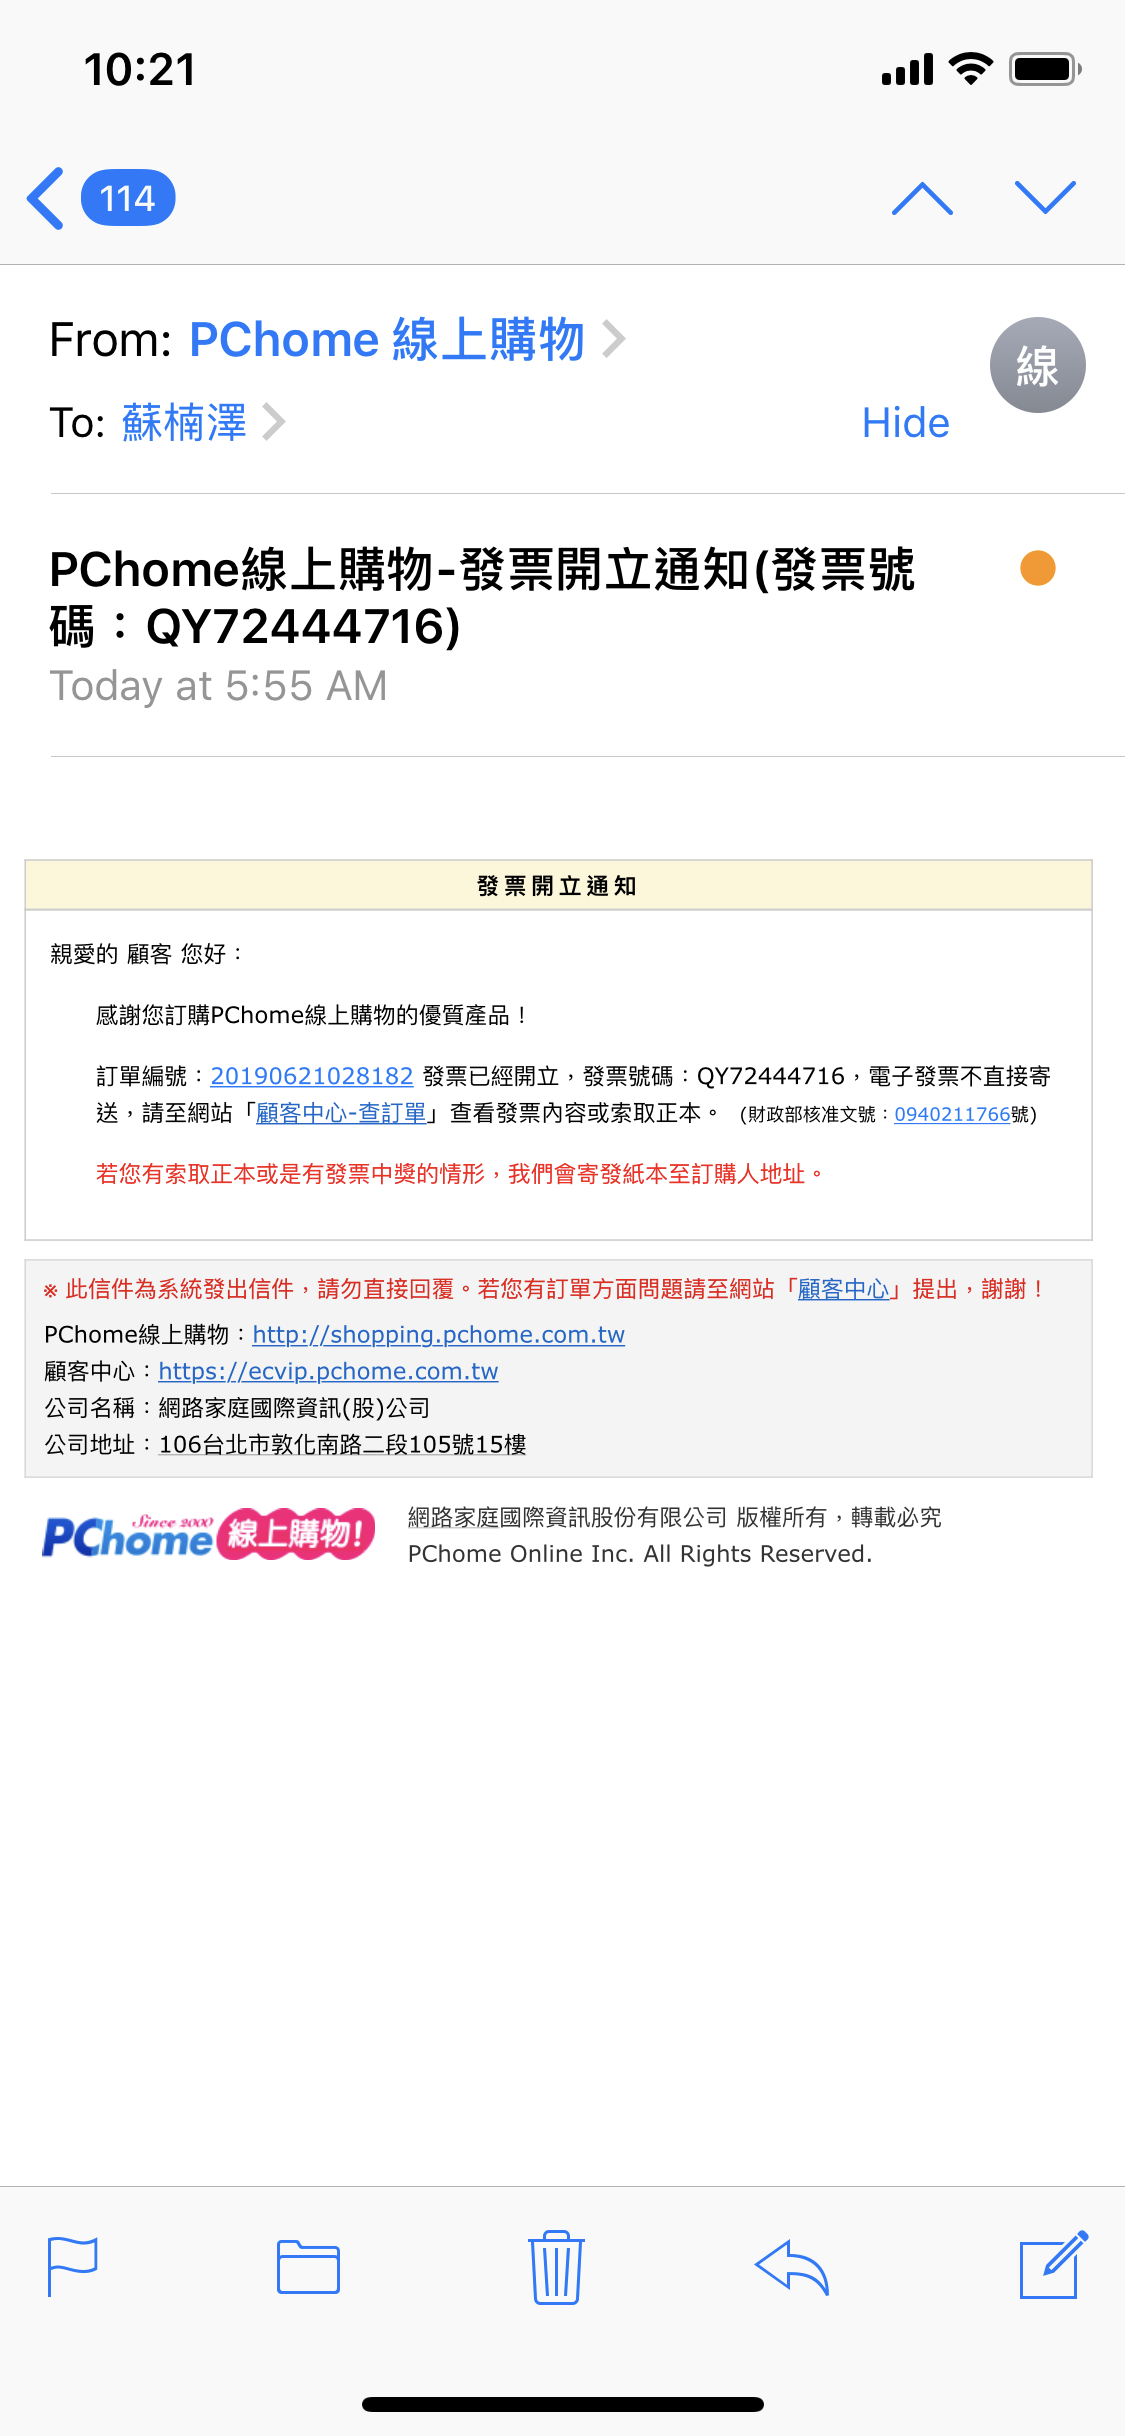 10:21
114
From: PChome 線上購物
線
To: 蘇楠澤
Hide
PChome線上購物-發票開立通知(發票號
碼：QY72444716)
Today at 5:55 AM
發票開立通知
親愛的 顧客 您好：
感謝您訂購PChome線上購物的優質產品！
訂單編號：20190621028182 發票已經開立，發票號碼：QY72444716，電子發票不直接寄
送，請至網站「顧客中心-查訂單」查看發票內容或索取正本。 (財政部核准文號：0940211766號)
若您有索取正本或是有發票中獎的情形，我們會寄發紙本至訂購人地址。
※ 此信件為系統發出信件，請勿直接回覆。若您有訂單方面問題請至網站「顧客中心」提出，謝謝！
PChome線上購物：http://shopping.pchome.com.tw
顧客中心：https://ecvip.pchome.com.tw
公司名稱：網路家庭國際資訊(股)公司
公司地址：106台北市敦化南路二段105號15樓
Since 2000
PChome 線上購物!
網路家庭國際資訊股份有限公司 版權所有，轉載必究
PChome Online Inc. All Rights Reserved.